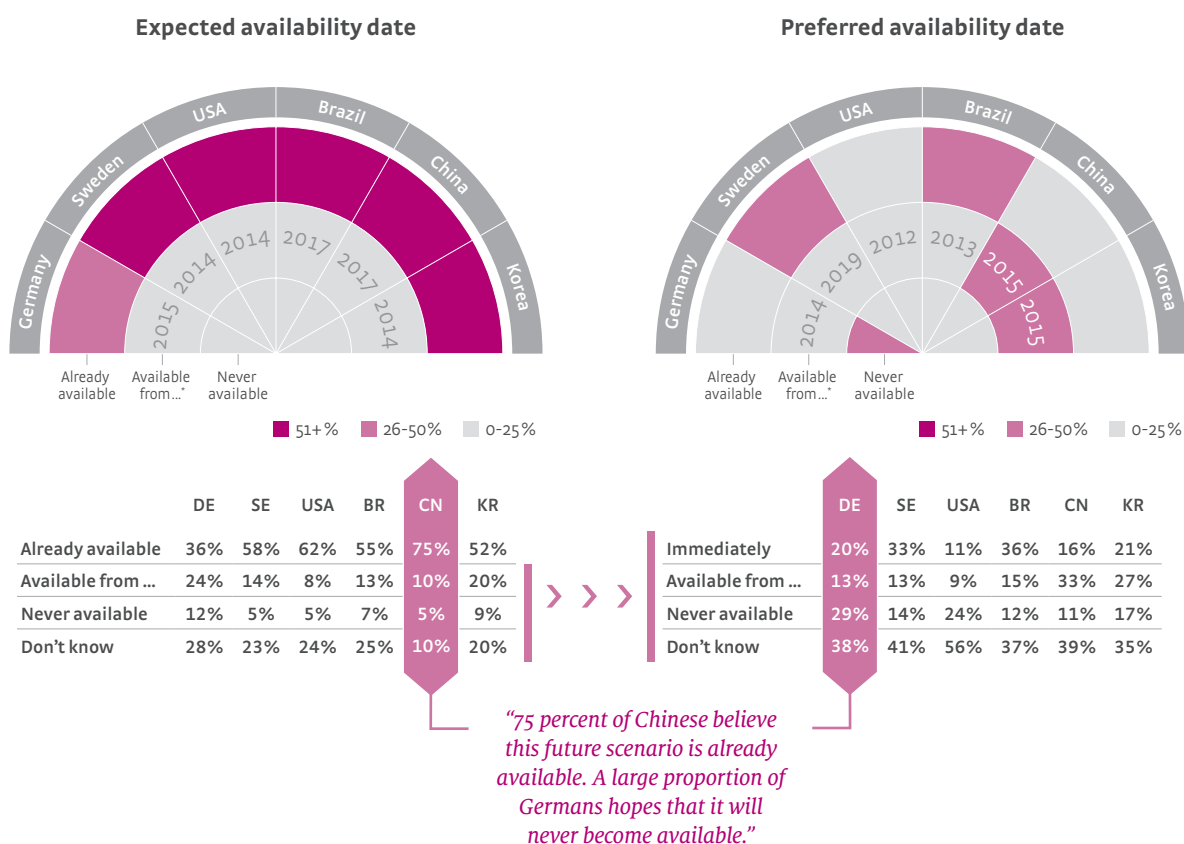 Expected availability date
Germany
Sweden
USA
Brazil
China
Korea
2015
2014
2014
2017
2017
2014
Already available
Available from ...*
Never available
51+%
26-50%
0-25%
DE SE USA BR CN KR
Already available 36% 58% 62% 55% 75% 52%
Available from ... 24% 14% 8% 13% 10% 20%
Never available 12% 5% 5% 7% 5% 9%
Don't know 28% 23% 24% 25% 10% 20%
Preferred availability date
Germany
Sweden
USA
Brazil
China
Korea
2014
2019
2012
2013
2015
2015
Already available
Available from ...*
Never available
51+%
26-50%
0-25%
DE SE USA BR CN KR
Immediately 20% 33% 11% 36% 16% 21%
Available from ... 13% 13% 9% 15% 33% 27%
Never available 29% 14% 24% 12% 11% 17%
Don't know 38% 41% 56% 37% 39% 35%
“75 percent of Chinese believe
this future scenario is already
available. A large proportion of
Germans hopes that it will
never become available.”